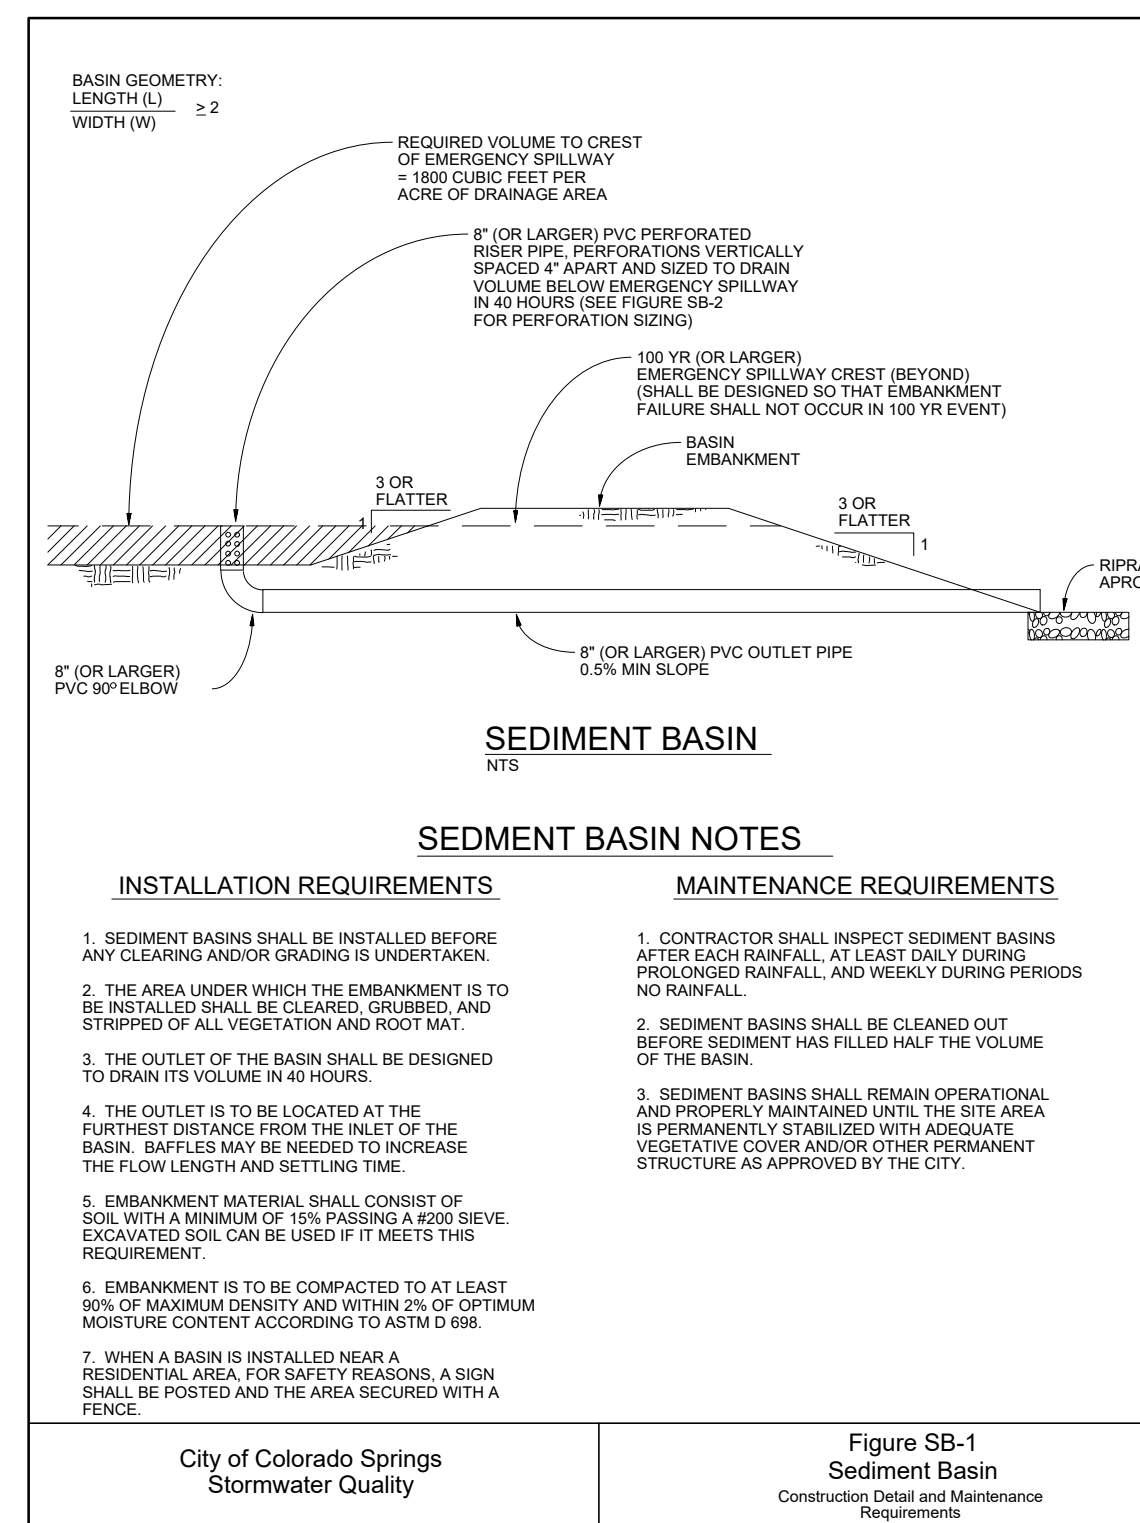 BASIN GEOMETRY:
LENGTH (L)
≥ 2
WIDTH (W)
REQUIRED VOLUME TO CREST
OF EMERGENCY SPILLWAY
= 1800 CUBIC FEET PER
ACRE OF DRAINAGE AREA
8" (OR LARGER) PVC PERFORATED
RISER PIPE, PERFORATIONS VERTICALLY
SPACED 4" APART AND SIZED TO DRAIN
VOLUME BELOW EMERGENCY SPILLWAY
IN 40 HOURS (SEE FIGURE SB-2
FOR PERFORATION SIZING)
100 YR (OR LARGER)
EMERGENCY SPILLWAY CREST (BEYOND)
(SHALL BE DESIGNED SO THAT EMBANKMENT
FAILURE SHALL NOT OCCUR IN 100 YR EVENT)
BASIN
EMBANKMENT
3 OR
FLATTER
1
3 OR
FLATTER
1
RIPRA
APRO
8" (OR LARGER)
PVC 90º ELBOW
8" (OR LARGER) PVC OUTLET PIPE
0.5% MIN SLOPE
SEDIMENT BASIN
NTS
SEDMENT BASIN NOTES
INSTALLATION REQUIREMENTS
1. SEDIMENT BASINS SHALL BE INSTALLED BEFORE
ANY CLEARING AND/OR GRADING IS UNDERTAKEN.
2. THE AREA UNDER WHICH THE EMBANKMENT IS TO
BE INSTALLED SHALL BE CLEARED, GRUBBED, AND
STRIPPED OF ALL VEGETATION AND ROOT MAT.
3. THE OUTLET OF THE BASIN SHALL BE DESIGNED
TO DRAIN ITS VOLUME IN 40 HOURS.
4. THE OUTLET IS TO BE LOCATED AT THE
FURTHEST DISTANCE FROM THE INLET OF THE
BASIN. BAFFLES MAY BE NEEDED TO INCREASE
THE FLOW LENGTH AND SETTLING TIME.
5. EMBANKMENT MATERIAL SHALL CONSIST OF
SOIL WITH A MINIMUM OF 15% PASSING A #200 SIEVE.
EXCAVATED SOIL CAN BE USED IF IT MEETS THIS
REQUIREMENT.
6. EMBANKMENT IS TO BE COMPACTED TO AT LEAST
90% OF MAXIMUM DENSITY AND WITHIN 2% OF OPTIMUM
MOISTURE CONTENT ACCORDING TO ASTM D 698.
7. WHEN A BASIN IS INSTALLED NEAR A
RESIDENTIAL AREA, FOR SAFETY REASONS, A SIGN
SHALL BE POSTED AND THE AREA SECURED WITH A
FENCE.
MAINTENANCE REQUIREMENTS
1. CONTRACTOR SHALL INSPECT SEDIMENT BASINS
AFTER EACH RAINFALL, AT LEAST DAILY DURING
PROLONGED RAINFALL, AND WEEKLY DURING PERIODS
NO RAINFALL.
2. SEDIMENT BASINS SHALL BE CLEANED OUT
BEFORE SEDIMENT HAS FILLED HALF THE VOLUME
OF THE BASIN.
3. SEDIMENT BASINS SHALL REMAIN OPERATIONAL
AND PROPERLY MAINTAINED UNTIL THE SITE AREA
IS PERMANENTLY STABILIZED WITH ADEQUATE
VEGETATIVE COVER AND/OR OTHER PERMANENT
STRUCTURE AS APPROVED BY THE CITY.
City of Colorado Springs
Stormwater Quality
Figure SB-1
Sediment Basin
Construction Detail and Maintenance
Requirements